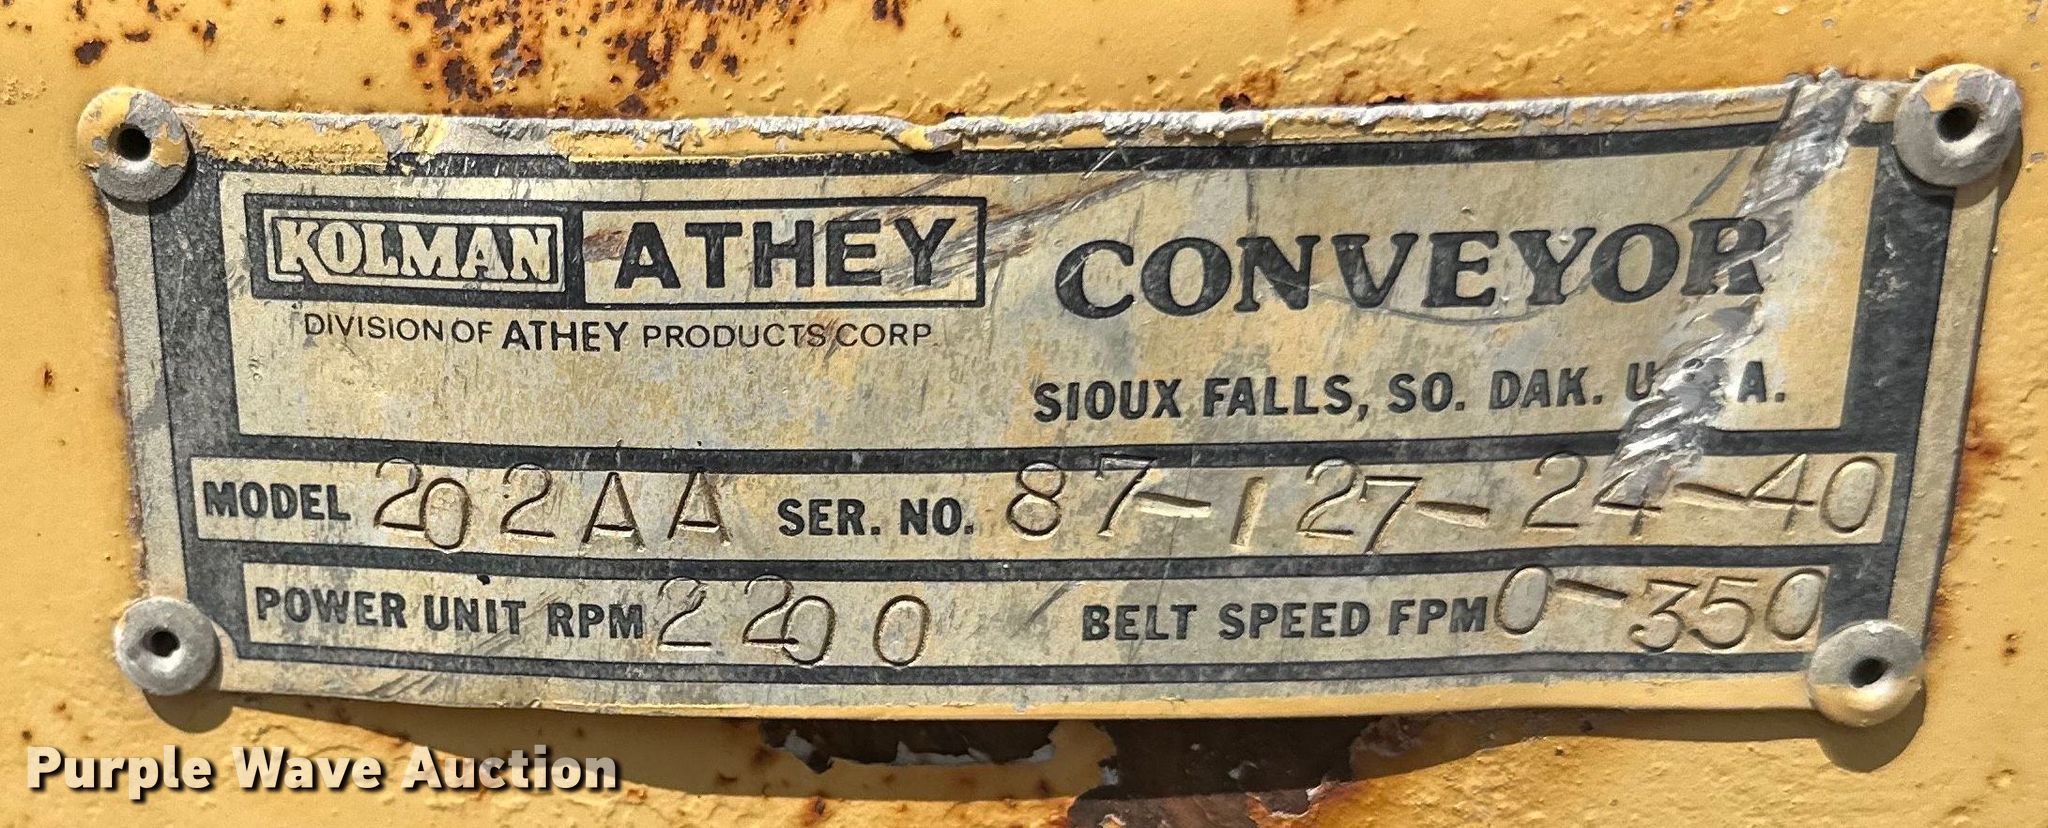 KOLMAN ATHEY CONVEYOR
DIVISION OF ATHEY PRODUCTS CORP.
SIOUX FALLS, SO. DAK. U.S.A.
MODEL 202AA SER. NO. 87-127-24-40
POWER UNIT RPM 2200 BELT SPEED FPM 0-350
Purple Wave Auction